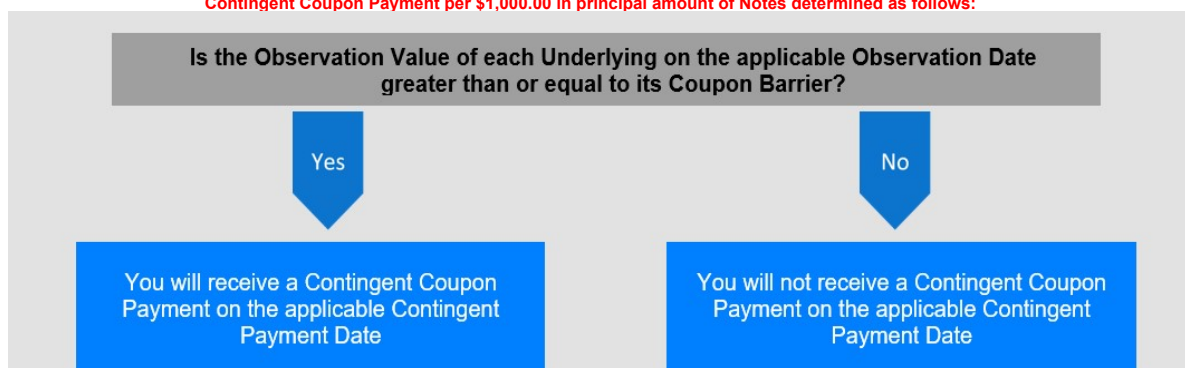 Contingent Coupon Payment per $1,000.00 in principal amount of Notes determined as follows:
Is the Observation Value of each Underlying on the applicable Observation Date
greater than or equal to its Coupon Barrier?
Yes
No
You will receive a Contingent Coupon
Payment on the applicable Contingent
Payment Date
You will not receive a Contingent Coupon
Payment on the applicable Contingent
Payment Date